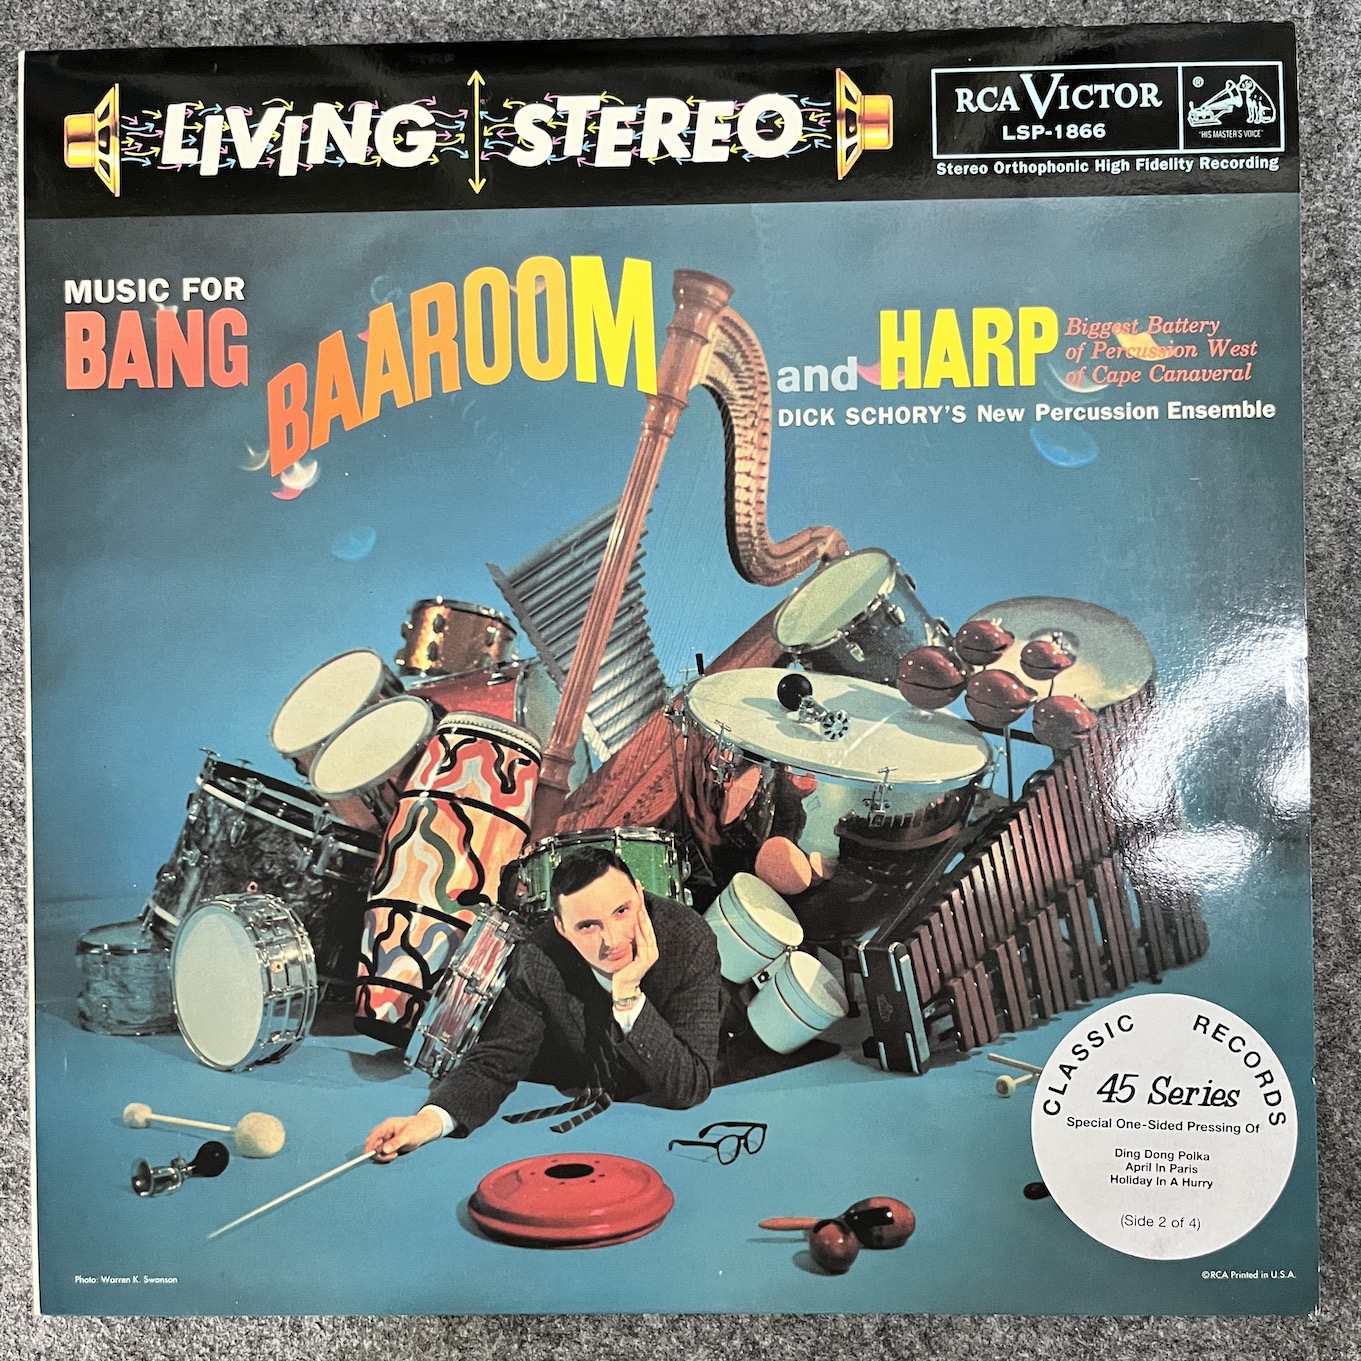 LIVING STEREO
RCA VICTOR
LSP-1866
®
"HIS MASTER'S VOICE"
Stereo Orthophonic High Fidelity Recording
MUSIC FOR
BANG
BAAROOM
and HARP
Biggest Battery
of Percussion West
of Cape Canaveral
DICK SCHORY'S New Percussion Ensemble
CLASSIC RECORDS
45 Series
Special One-Sided Pressing Of
Ding Dong Polka
April In Paris
Holiday In A Hurry
(Side 2 of 4)
Photo: Warren K. Swanson
©RCA Printed in U.S.A.